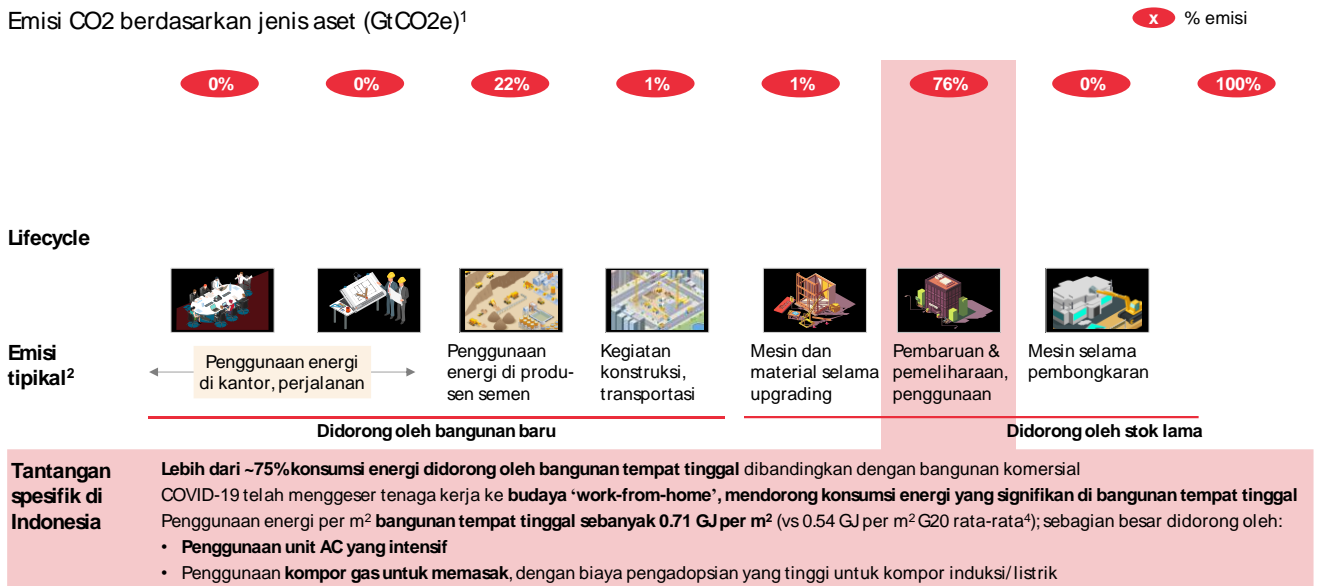 Emisi CO2 berdasarkan jenis aset (GtCO2e)¹
x % emisi
0% 0% 22% 1% 1% 76% 0% 100%
Lifecycle
Emisi
tipikal²
Penggunaan energi
di kantor, perjalanan
Penggunaan
energi di produ-
sen semen
Kegiatan
konstruksi,
transportasi
Mesin dan
material selama
upgrading
Pembaruan &
pemeliharaan,
penggunaan
Mesin selama
pembongkaran
Didorong oleh bangunan baru
Didorong oleh stok lama
Tantangan
spesifik di
Indonesia
Lebih dari ~75% konsumsi energi didorong oleh bangunan tempat tinggal dibandingkan dengan bangunan komersial
COVID-19 telah menggeser tenaga kerja ke budaya ‘work-from-home’, mendorong konsumsi energi yang signifikan di bangunan tempat tinggal
Penggunaan energi per m² bangunan tempat tinggal sebanyak 0.71 GJ per m² (vs 0.54 GJ per m² G20 rata-rata⁴); sebagian besar didorong oleh:
• Penggunaan unit AC yang intensif
• Penggunaan kompor gas untuk memasak, dengan biaya pengadopsian yang tinggi untuk kompor induksi/listrik